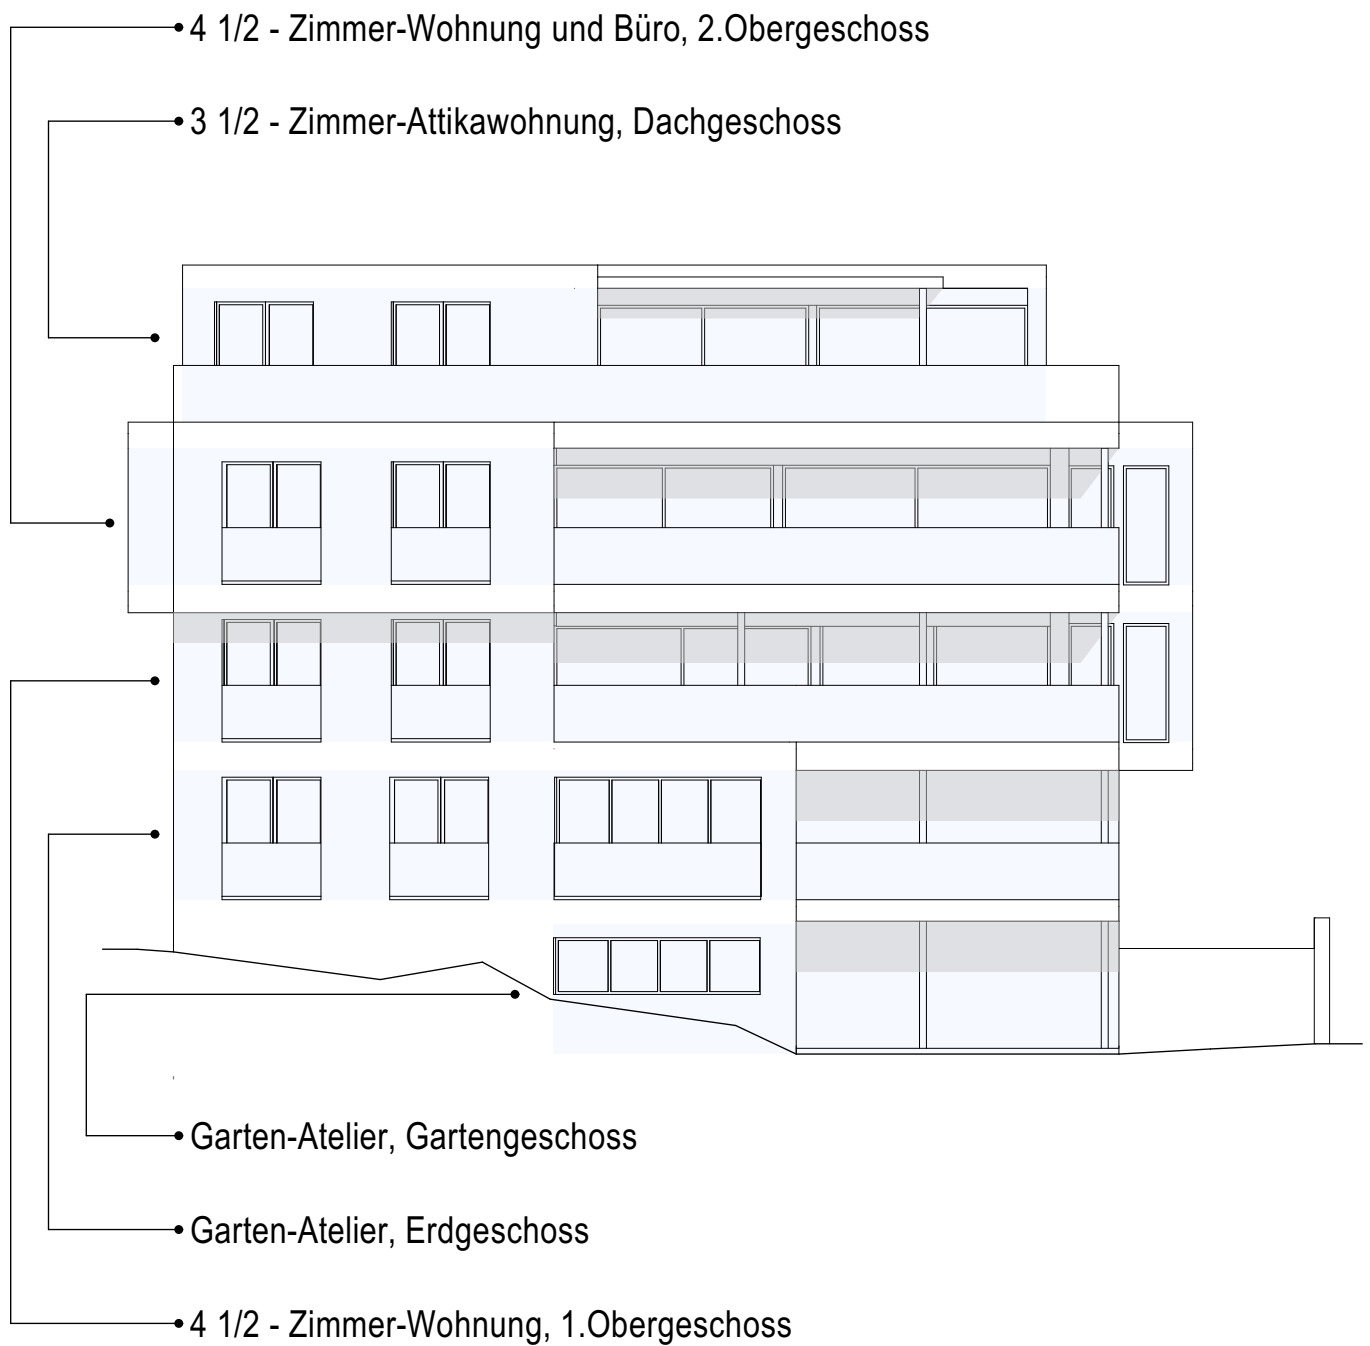 4 1/2 - Zimmer-Wohnung und Büro, 2.Obergeschoss
3 1/2 - Zimmer-Attikawohnung, Dachgeschoss
Garten-Atelier, Gartengeschoss
Garten-Atelier, Erdgeschoss
4 1/2 - Zimmer-Wohnung, 1.Obergeschoss